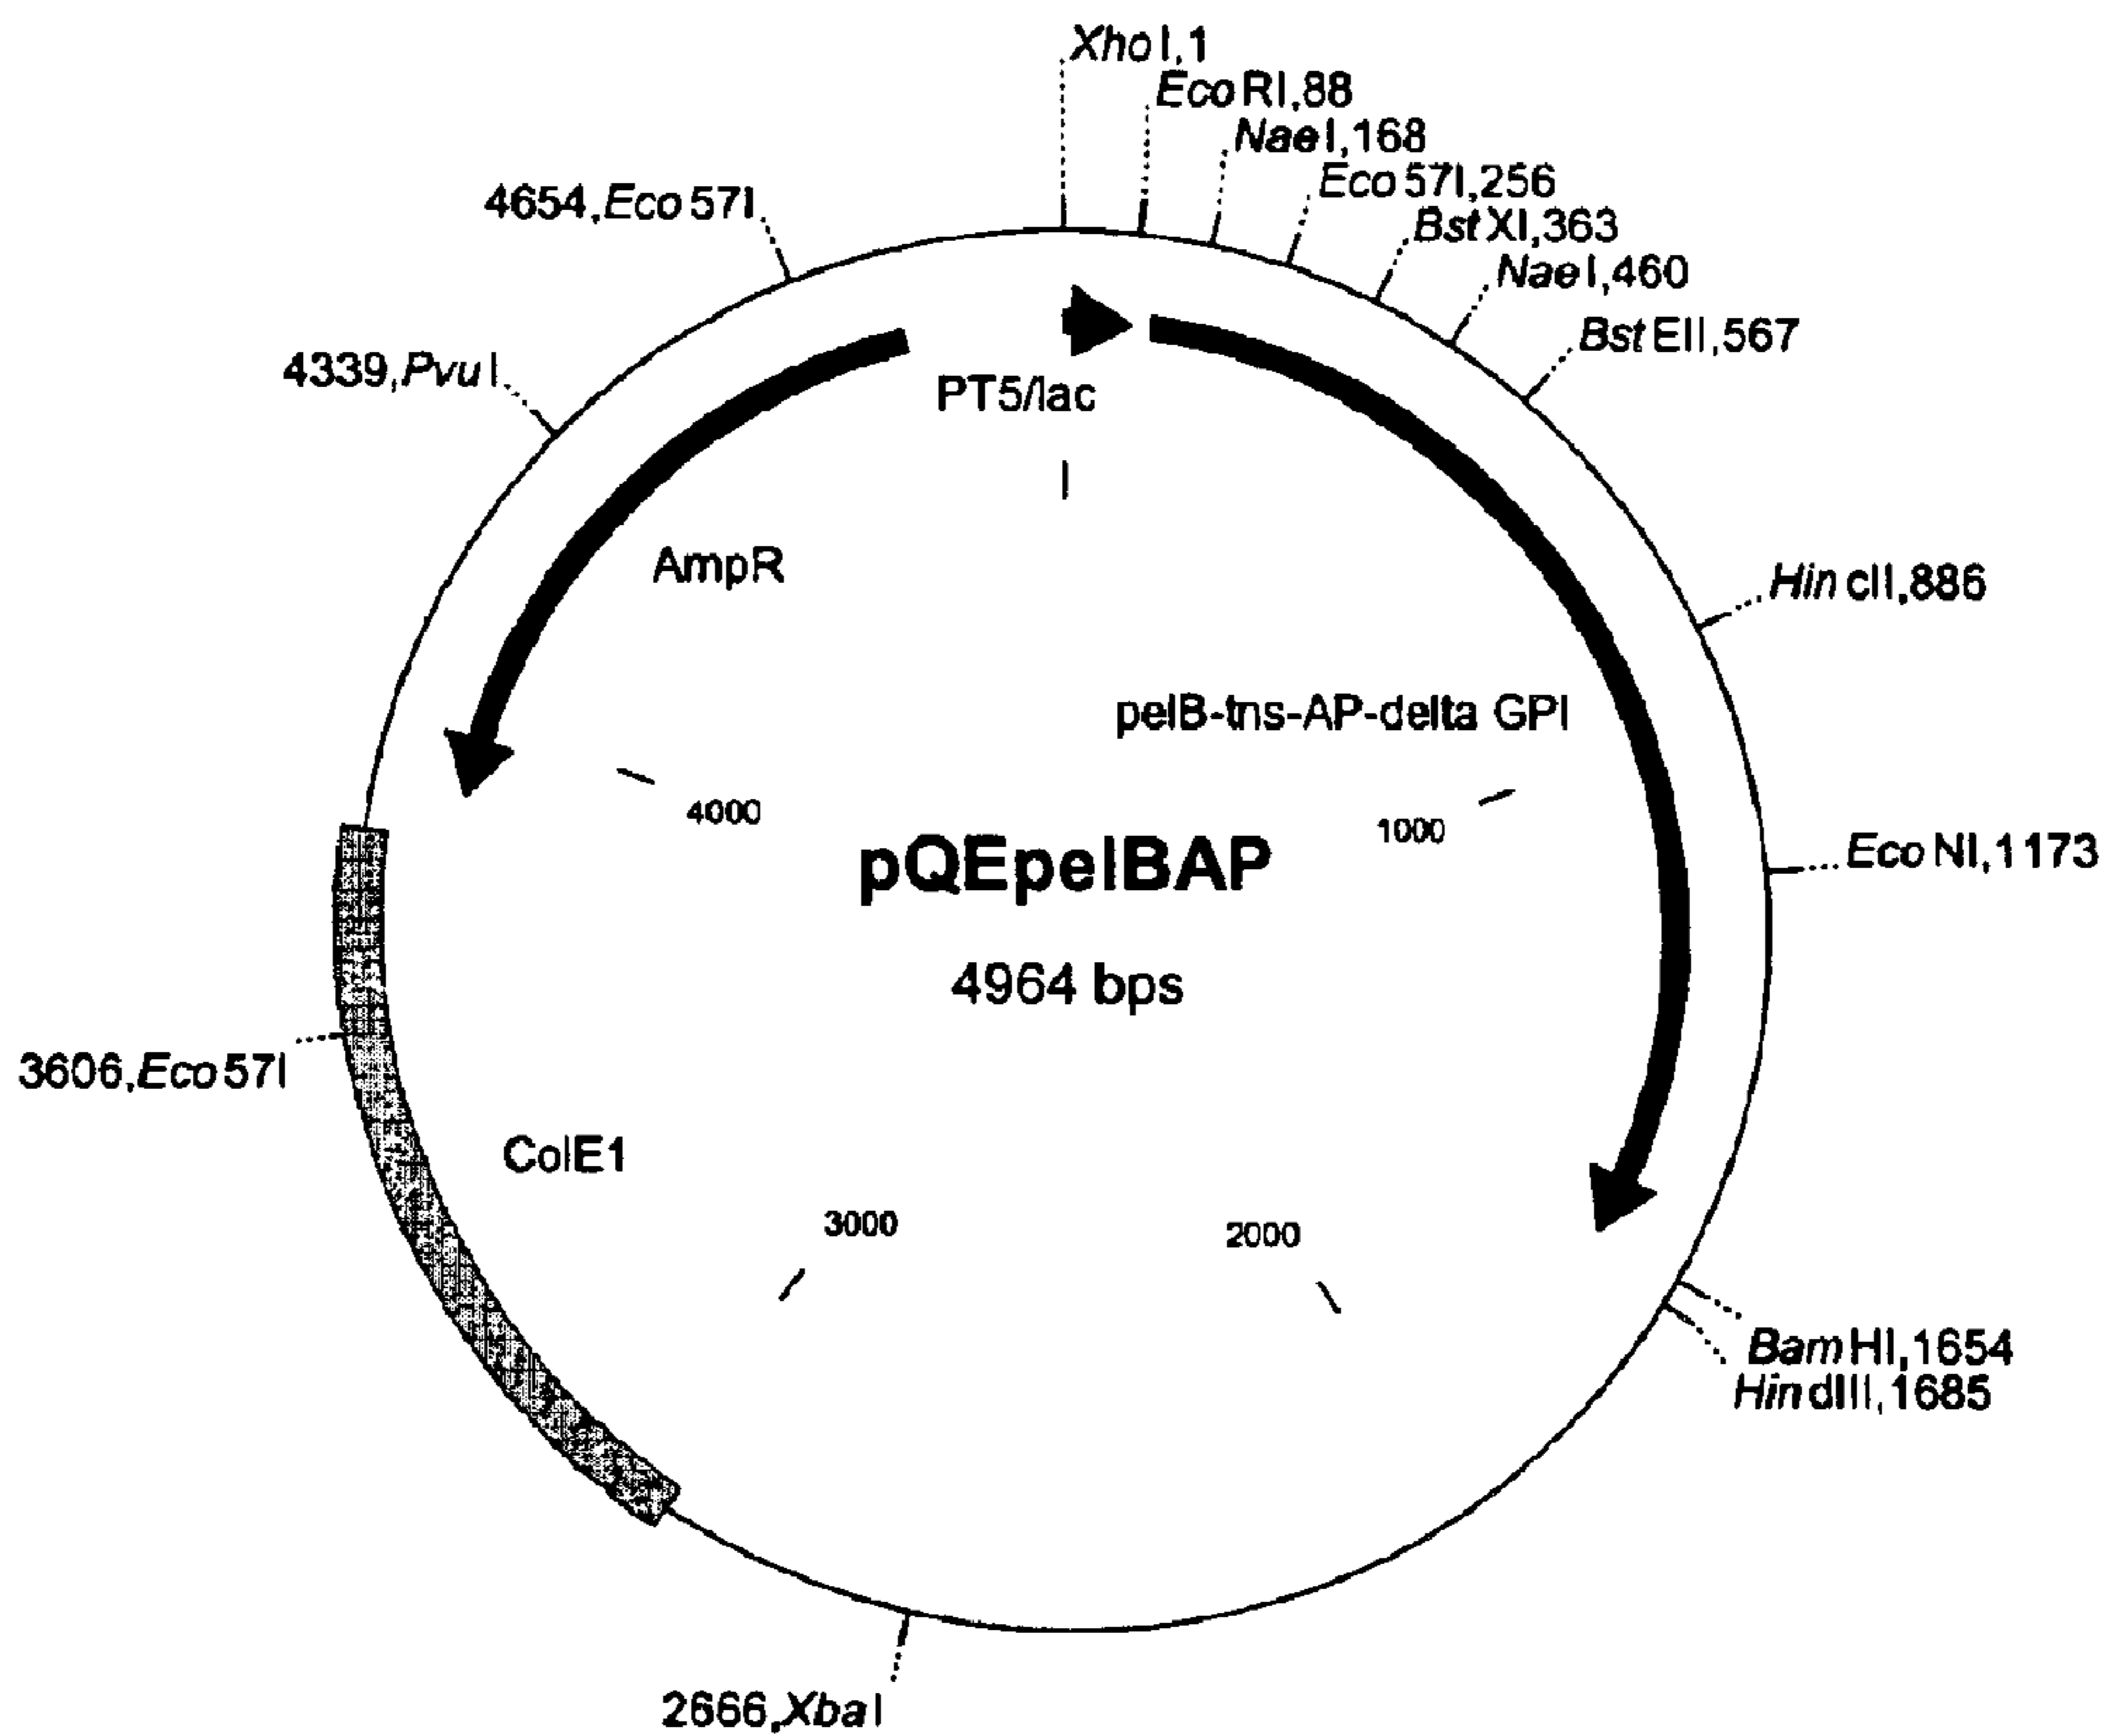 XhoI,1
EcoRI,88
NaeI,168
Eco57I,256
BstXI,363
NaeI,460
BstEII,567
4654,Eco57I
4339,PvuI
PT5/lac
AmpR
HincII,886
pelB-tns-AP-delta GPI
4000
1000
pQEpelBAP
EcoNI,1173
4964 bps
3606,Eco57I
ColE1
3000
2000
BamHI,1654
HindIII,1685
2666,XbaI